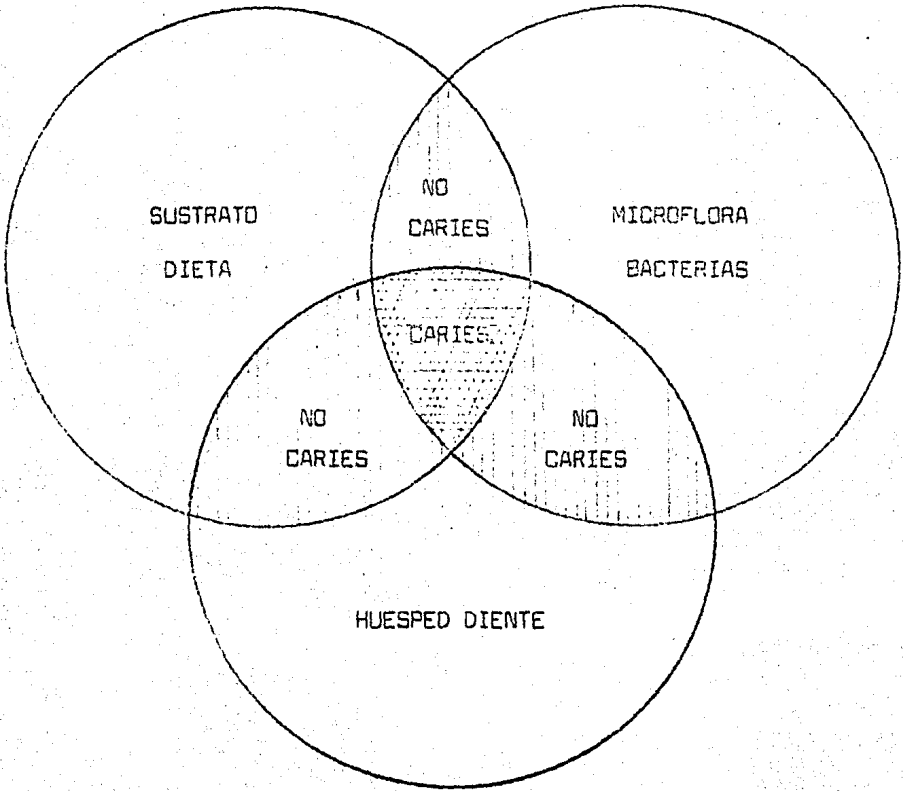 SUSTRATO
DIETA
NO
CARIES
MICROFLORA
BACTERIAS
CARIES
NO
CARIES
NO
CARIES
HUESPED DIENTE